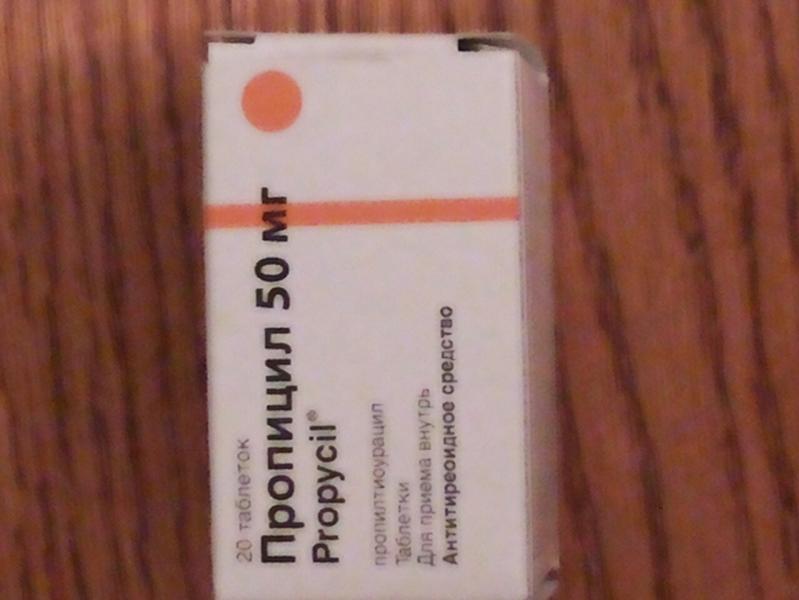 20 таблеток
Пропицил 50 мг
Propycil®
пропилтиоурацил
Таблетки
Для приема внутрь
Антитиреоидное средство